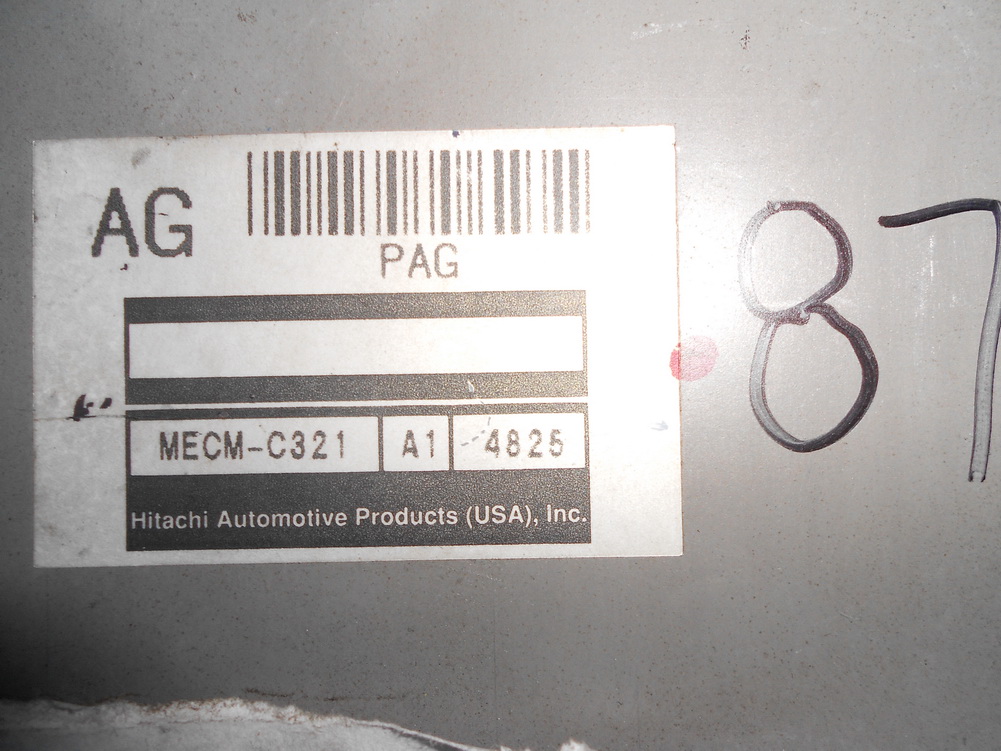 AG
PAG
MECM-C321 A1 4825
Hitachi Automotive Products (USA), Inc.
87